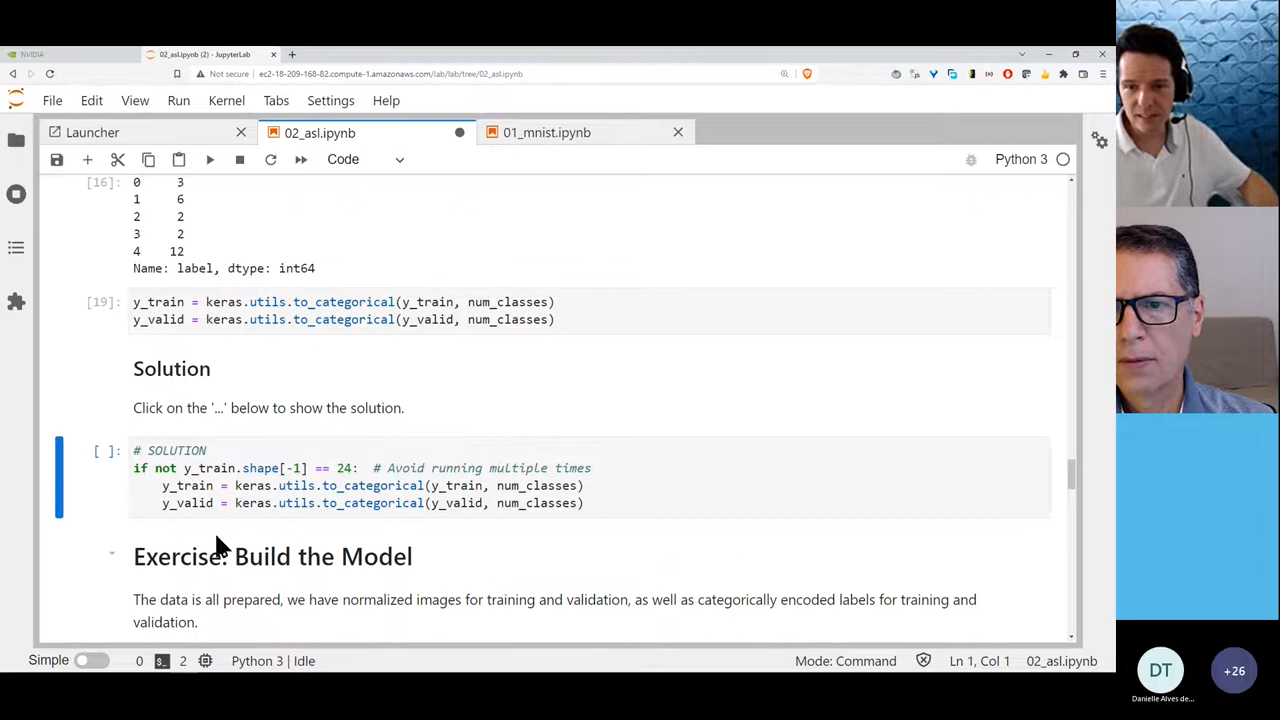 NVIDIA
02_asl.ipynb (2) - JupyterLab
Not secure
ec2-18-209-168-82.compute-1.amazonaws.com/lab/lab/tree/02_asl.ipynb
File Edit View Run Kernel Tabs Settings Help
Launcher
02_asl.ipynb
01_mnist.ipynb
Code
Python 3
[16]:
0 3
1 6
2 2
3 2
4 12
Name: label, dtype: int64
[19]:
y_train = keras.utils.to_categorical(y_train, num_classes)
y_valid = keras.utils.to_categorical(y_valid, num_classes)
Solution
Click on the '...' below to show the solution.
[ ]:
# SOLUTION
if not y_train.shape[-1] == 24: # Avoid running multiple times
y_train = keras.utils.to_categorical(y_train, num_classes)
y_valid = keras.utils.to_categorical(y_valid, num_classes)
Exercise: Build the Model
The data is all prepared, we have normalized images for training and validation, as well as categorically encoded labels for training and
validation.
Simple 0 $_ 2 Python 3 | Idle Mode: Command Ln 1, Col 1 02_asl.ipynb
DT
Danielle Alves de...
+26